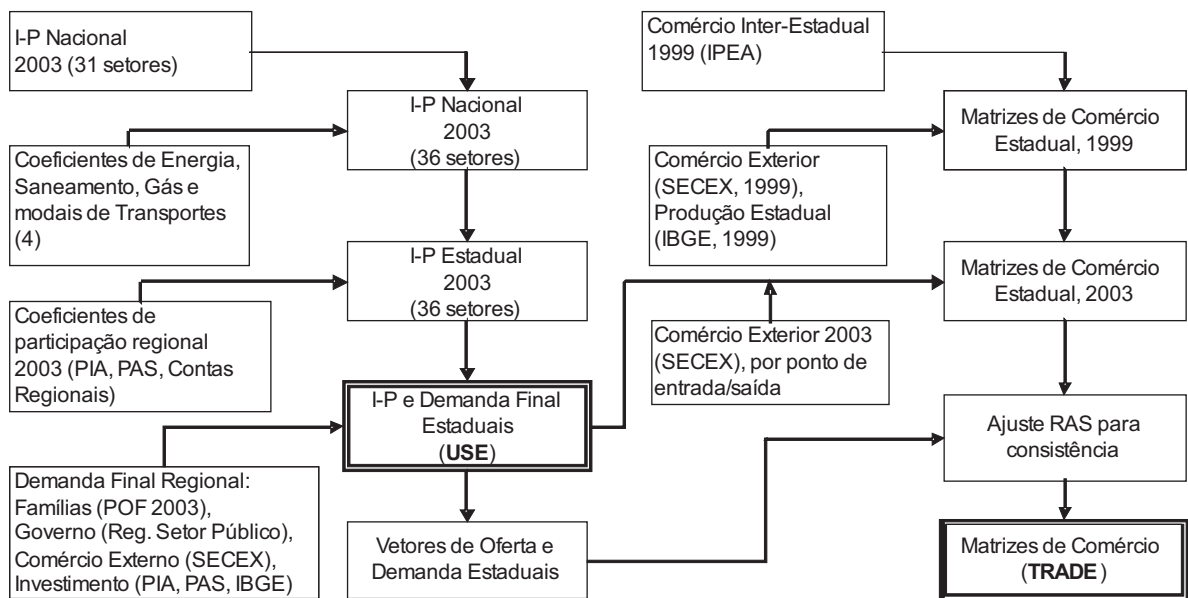 I-P Nacional
2003 (31 setores)
I-P Nacional
2003
(36 setores)
Coeficientes de Energia,
Saneamento, Gás e
modais de Transportes
(4)
I-P Estadual
2003
(36 setores)
Coeficientes de
participação regional
2003 (PIA, PAS, Contas
Regionais)
I-P e Demanda Final
Estaduais
(USE)
Demanda Final Regional:
Famílias (POF 2003),
Governo (Reg. Setor Público),
Comércio Externo (SECEX),
Investimento (PIA, PAS, IBGE)
Vetores de Oferta e
Demanda Estaduais
Comércio Inter-Estadual
1999 (IPEA)
Matrizes de Comércio
Estadual, 1999
Comércio Exterior
(SECEX, 1999),
Produção Estadual
(IBGE, 1999)
Matrizes de Comércio
Estadual, 2003
Comércio Exterior 2003
(SECEX), por ponto de
entrada/saída
Ajuste RAS para
consistência
Matrizes de Comércio
(TRADE )